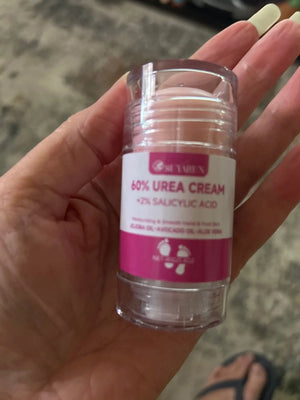 60% UREA CREAM
+2% SALICYLIC ACID
Moisturizing & Smooth Hand & Foot Skin
JOJOBA OIL•AVOCADO OIL•ALOE VERA